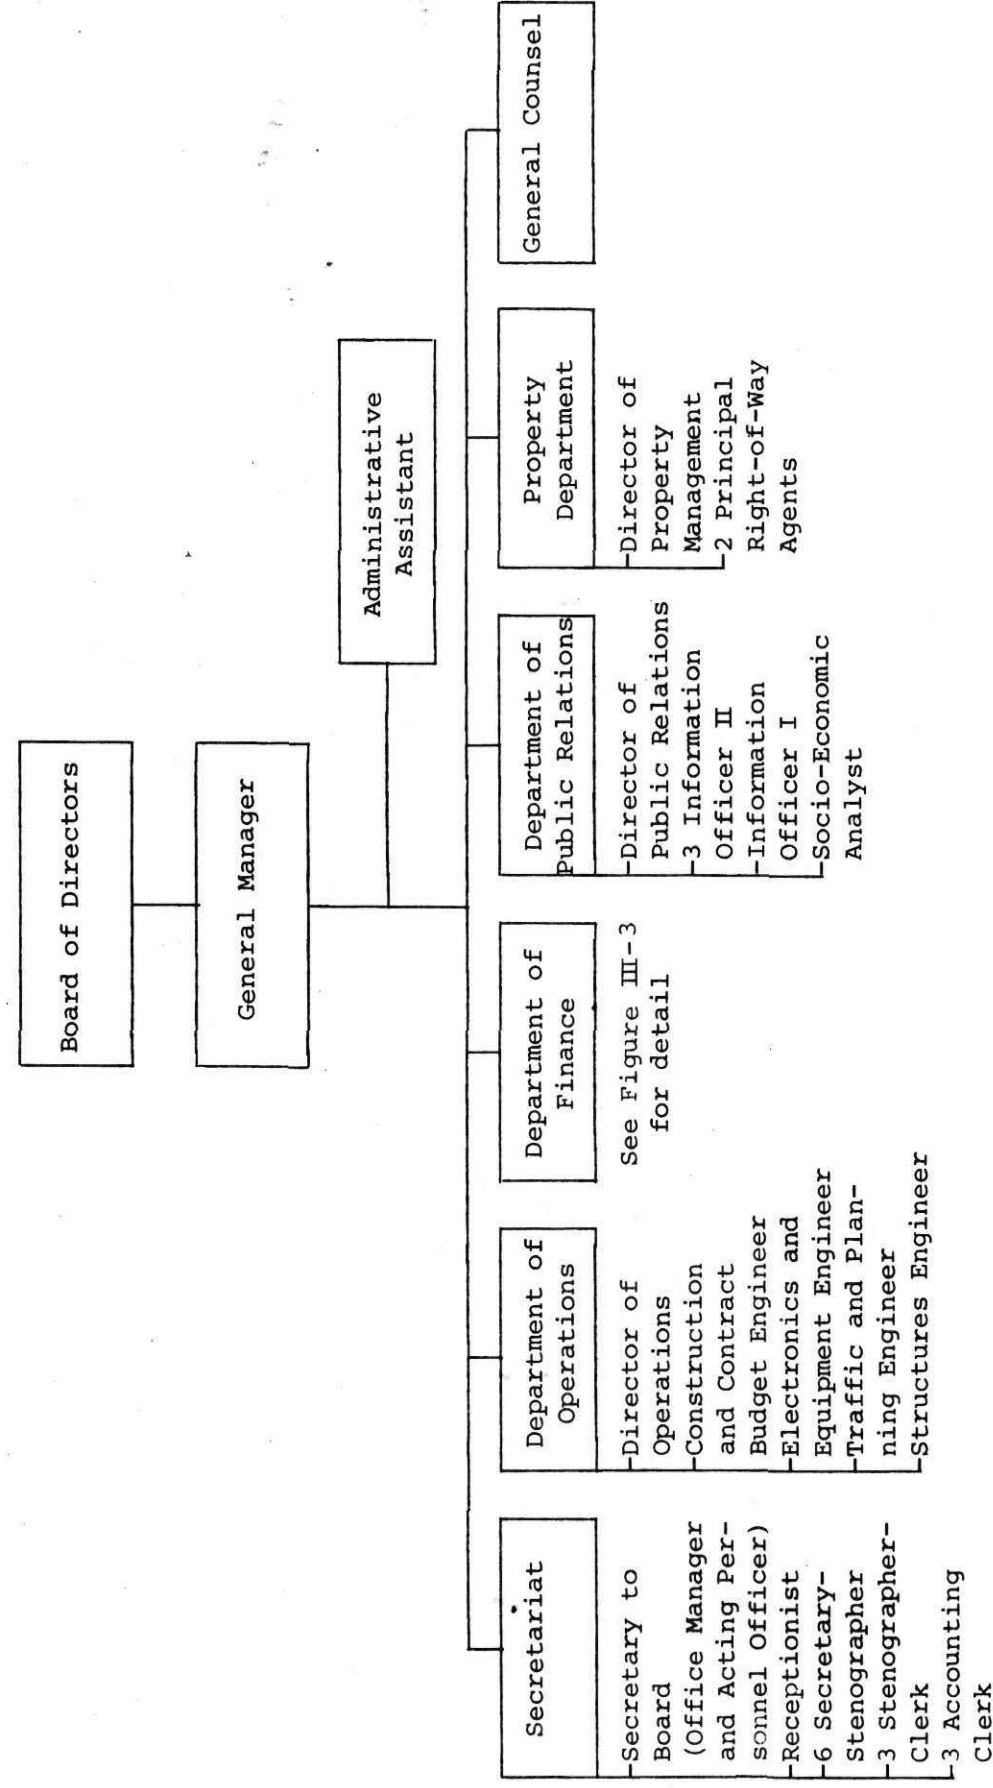 Board of Directors
General Manager
Administrative
Assistant
Secretariat
-Secretary to
Board
(Office Manager
and Acting Per-
sonnel Officer)
-Receptionist
-6 Secretary-
Stenographer
-3 Stenographer-
Clerk
-3 Accounting
Clerk
Department of
Operations
-Director of
Operations
-Construction
and Contract
Budget Engineer
-Electronics and
Equipment Engineer
-Traffic and Plan-
ning Engineer
-Structures Engineer
Department of
Finance
See Figure III-3
for detail
Department of
Public Relations
-Director of
Public Relations
-3 Information
Officer II
-Information
Officer I
-Socio-Economic
Analyst
Property
Department
-Director of
Property
Management
-2 Principal
Right-of-Way
Agents
General Counsel